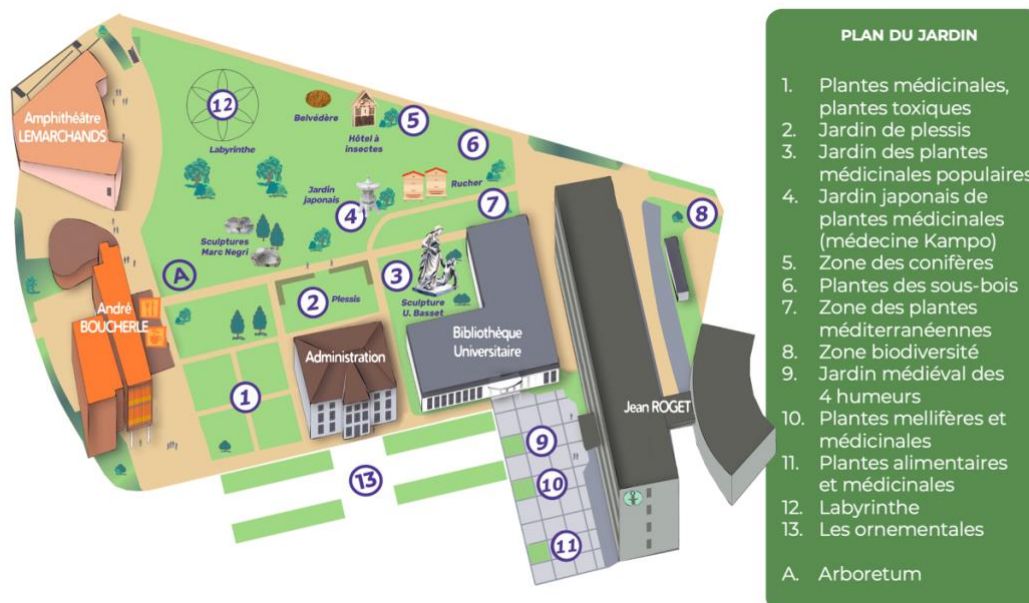 Amphithéâtre
LEMARCHANDS
12
Labyrinthe
Belvédère
Hôtel à
insectes
5
6
Jardin
japonais
4
Rucher
7
8
Sculptures
Marc Negri
A
3
Sculpture
U. Basset
2
Plessis
André
BOUCHERLE
Administration
Bibliothèque
Universitaire
Jean ROGET
1
9
10
11
13
PLAN DU JARDIN
1. Plantes médicinales,
plantes toxiques
2. Jardin de plessis
3. Jardin des plantes
médicinales populaires
4. Jardin japonais de
plantes médicinales
(médecine Kampo)
5. Zone des conifères
6. Plantes des sous-bois
7. Zone des plantes
méditerranéennes
8. Zone biodiversité
9. Jardin médiéval des
4 humeurs
10. Plantes mellifères et
médicinales
11. Plantes alimentaires
et médicinales
12. Labyrinthe
13. Les ornementales
A. Arboretum